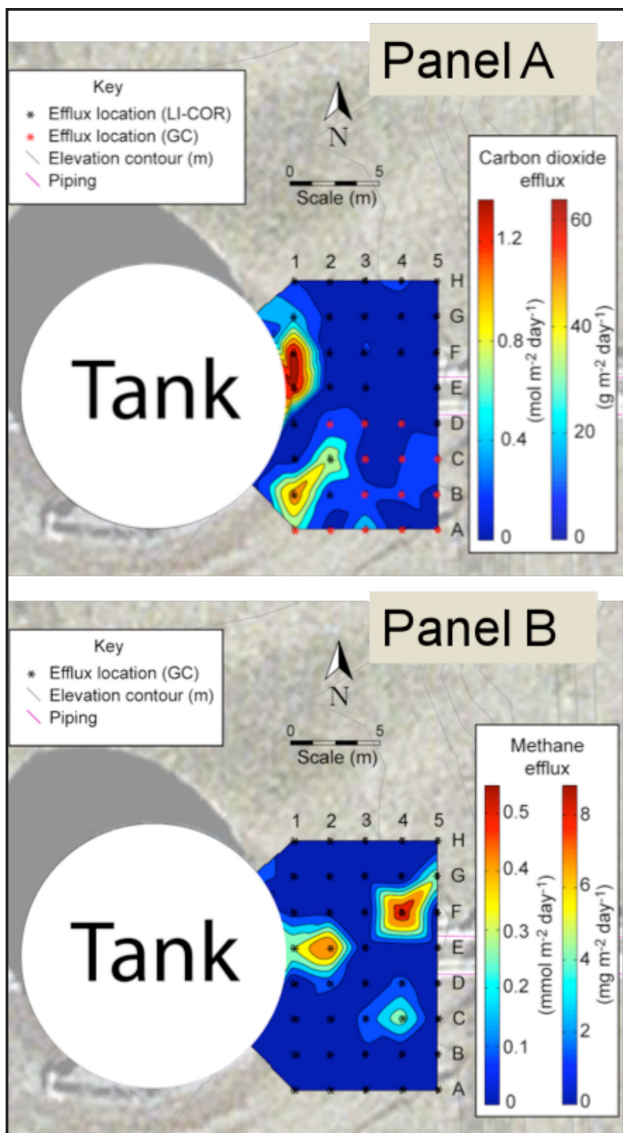 Panel A
Key
* Efflux location (LI-COR)
* Efflux location (GC)
Elevation contour (m)
Piping
N
0 5
Scale (m)
Carbon dioxide
efflux
1.2
0.8
0.4
0
(mol m⁻² day⁻¹)
60
40
20
0
(g m⁻² day⁻¹)
1 2 3 4 5
H
G
F
E
D
C
B
A
Tank
Panel B
Key
* Efflux location (GC)
Elevation contour (m)
Piping
N
0 5
Scale (m)
Methane
efflux
0.5
0.4
0.3
0.2
0.1
0
(mmol m⁻² day⁻¹)
8
6
4
2
0
(mg m⁻² day⁻¹)
1 2 3 4 5
H
G
F
E
D
C
B
A
Tank